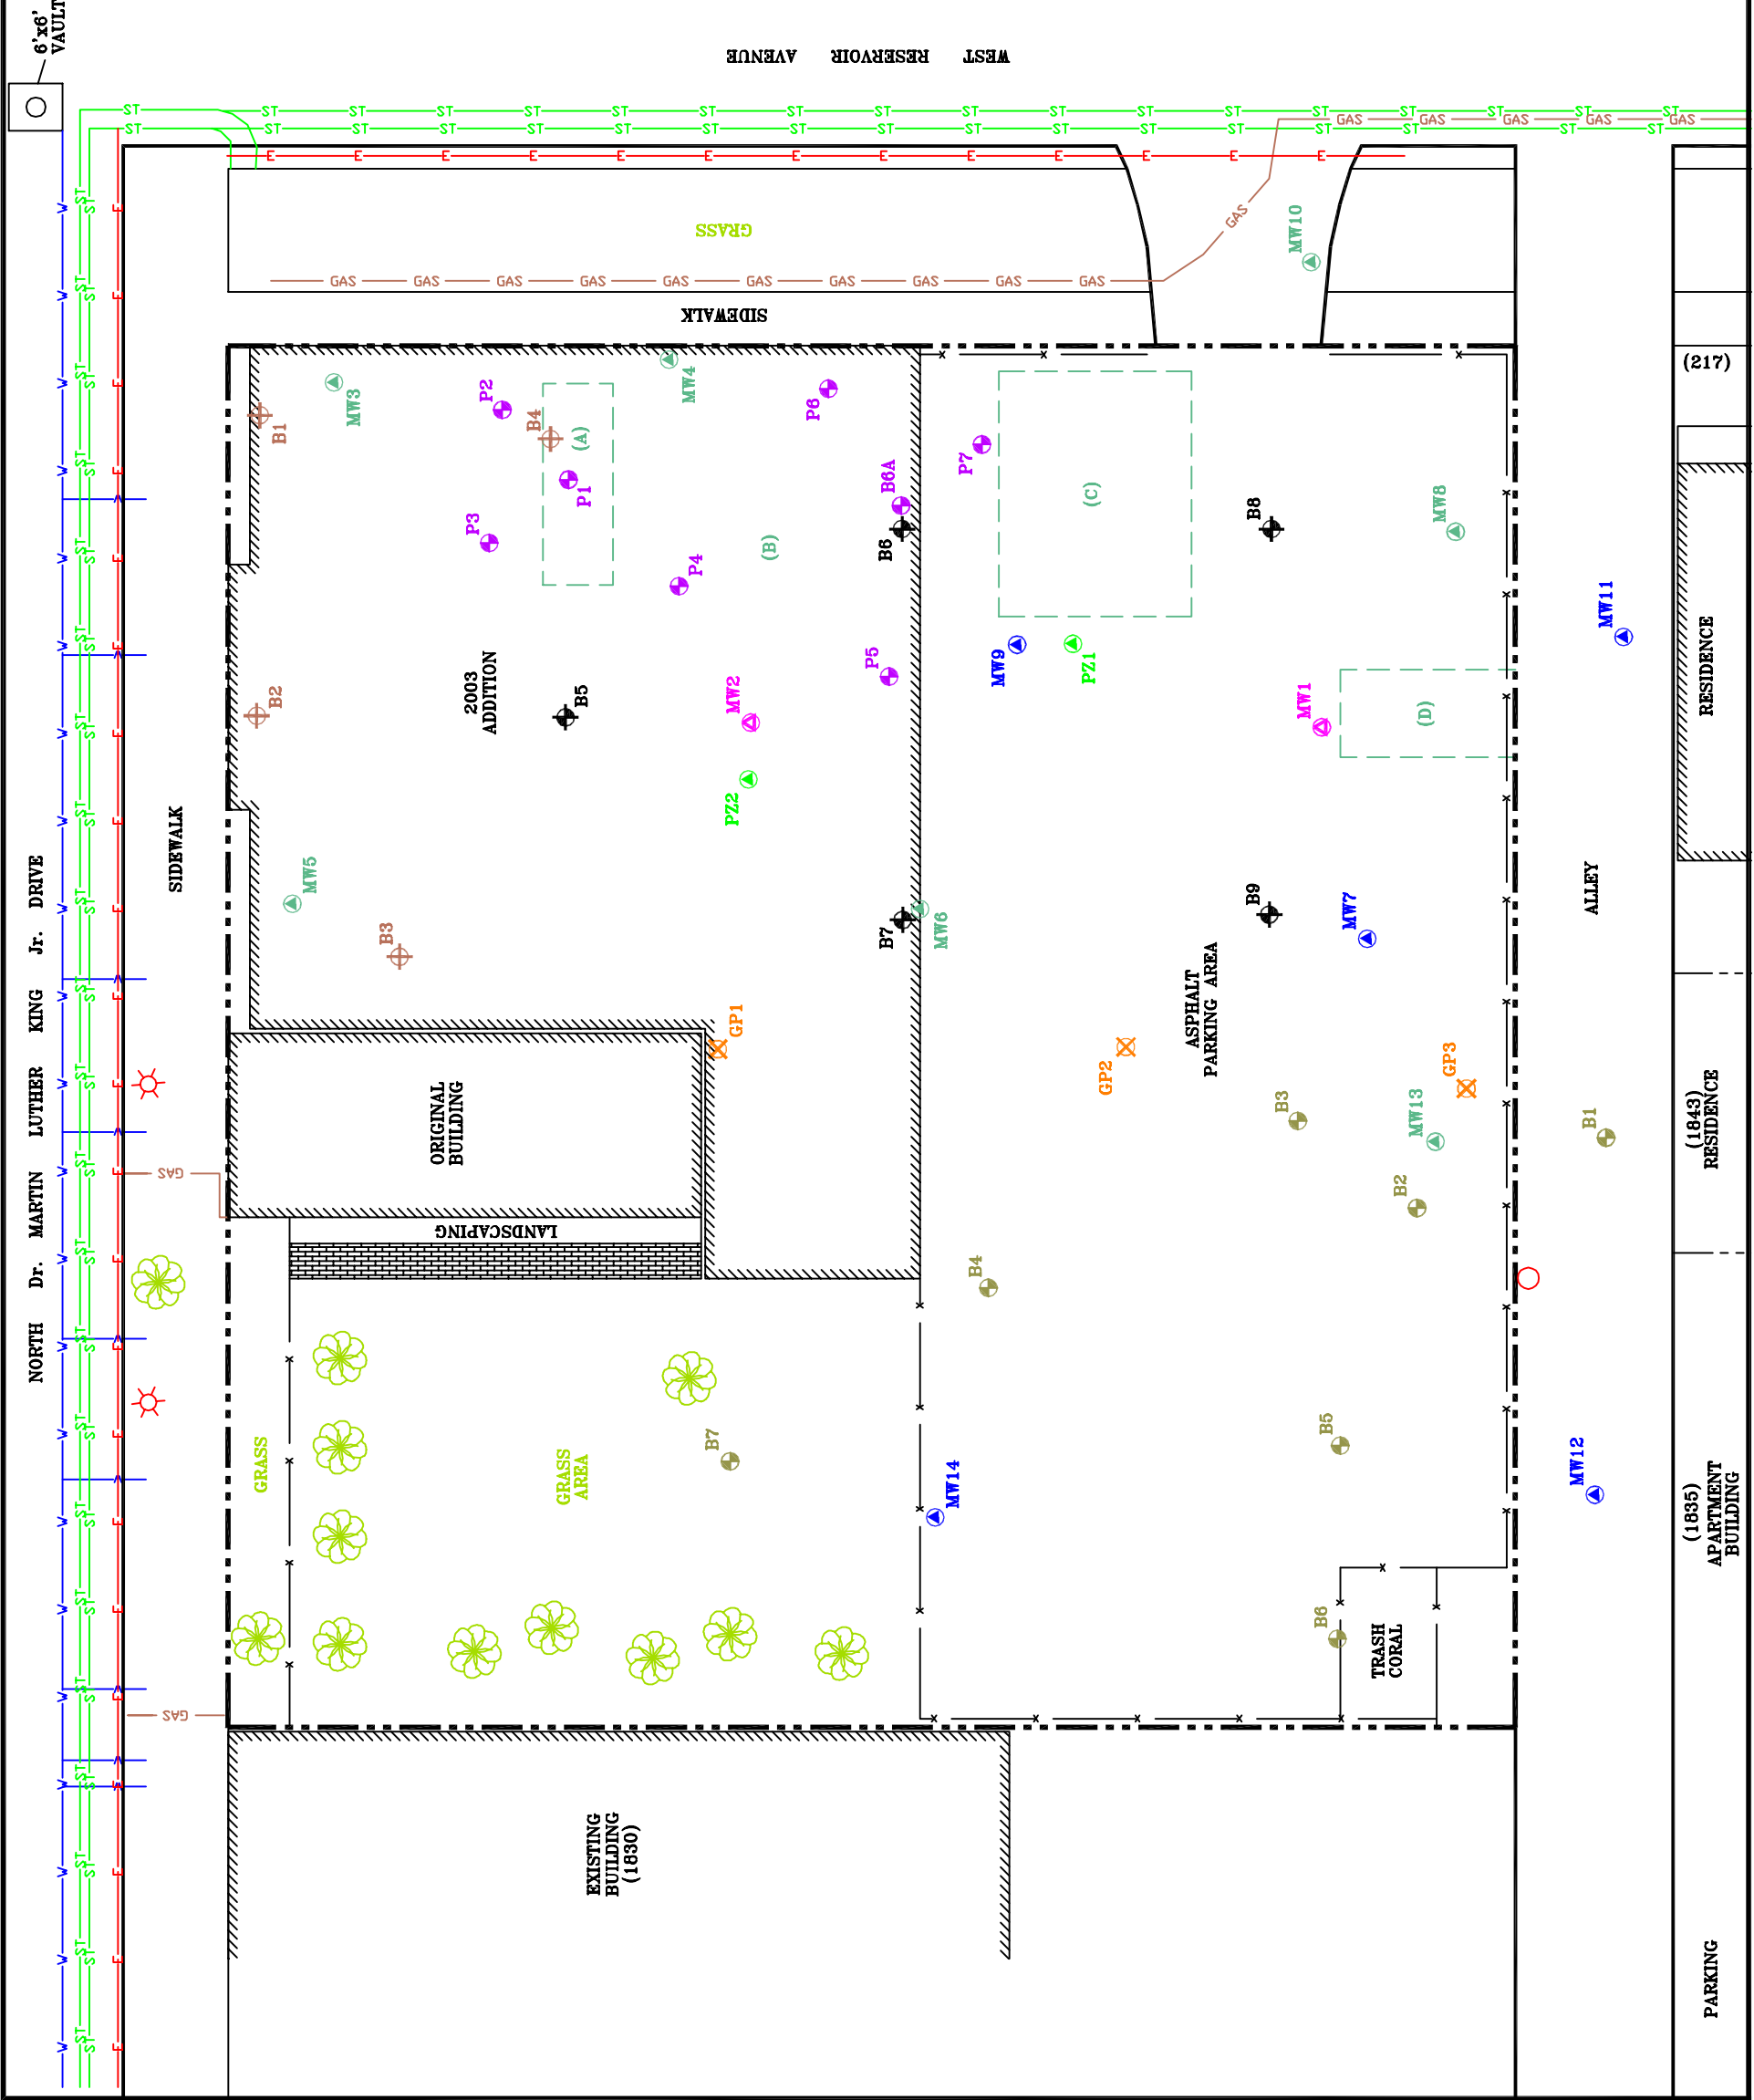 6'x6'
VAULT
WEST RESERVOIR AVENUE
NORTH Dr. MARTIN LUTHER KING Jr. DRIVE
ST
ST
W
E
GAS
GRASS
SIDEWALK
MW10
(217)
MW3
B1
P2
B4
(A)
MW4
P6
P1
P3
P4
(B)
B6A
B6
P7
(C)
B8
MW8
MW11
RESIDENCE
SIDEWALK
B2
2003
ADDITION
B5
MW2
P5
MW9
PZ1
MW1
(D)
PZ2
MW5
B3
B7
MW6
B9
MW7
ALLEY
ASPHALT
PARKING AREA
GP1
GP2
GP3
ORIGINAL
BUILDING
B3
MW13
B1
B2
(1843)
RESIDENCE
GAS
LANDSCAPING
B4
GRASS
GRASS
AREA
B7
MW14
B5
MW12
(1835)
APARTMENT
BUILDING
B6
TRASH
CORAL
GAS
EXISTING
BUILDING
(1830)
PARKING